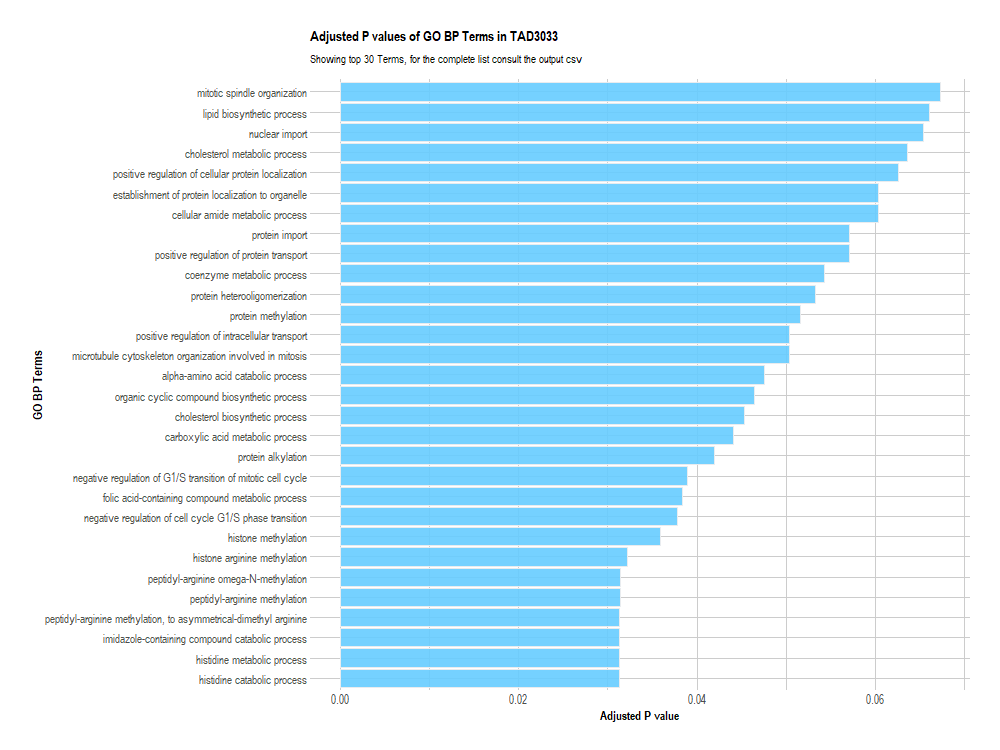 Adjusted P values of GO BP Terms in TAD3033
Showing top 30 Terms, for the complete list consult the output csv
mitotic spindle organization
lipid biosynthetic process
nuclear import
cholesterol metabolic process
positive regulation of cellular protein localization
establishment of protein localization to organelle
cellular amide metabolic process
protein import
positive regulation of protein transport
coenzyme metabolic process
protein heterooligomerization
protein methylation
positive regulation of intracellular transport
microtubule cytoskeleton organization involved in mitosis
alpha-amino acid catabolic process
organic cyclic compound biosynthetic process
cholesterol biosynthetic process
carboxylic acid metabolic process
protein alkylation
negative regulation of G1/S transition of mitotic cell cycle
folic acid-containing compound metabolic process
negative regulation of cell cycle G1/S phase transition
histone methylation
histone arginine methylation
peptidyl-arginine omega-N-methylation
peptidyl-arginine methylation
peptidyl-arginine methylation, to asymmetrical-dimethyl arginine
imidazole-containing compound catabolic process
histidine metabolic process
histidine catabolic process
GO BP Terms
0.00 0.02 0.04 0.06
Adjusted P value